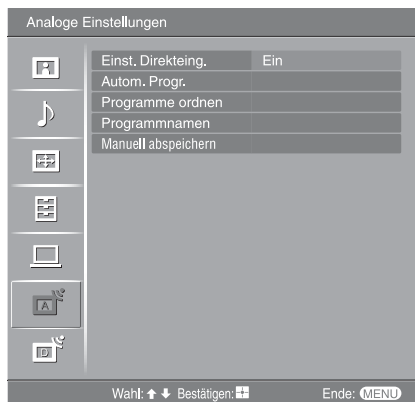 Analoge Einstellungen
Einst. Direkteing. Ein
Autom. Progr.
Programme ordnen
Programmnamen
Manuell abspeichern
A
D
Wahl: ↑ ↓ Bestätigen: Ende: MENU